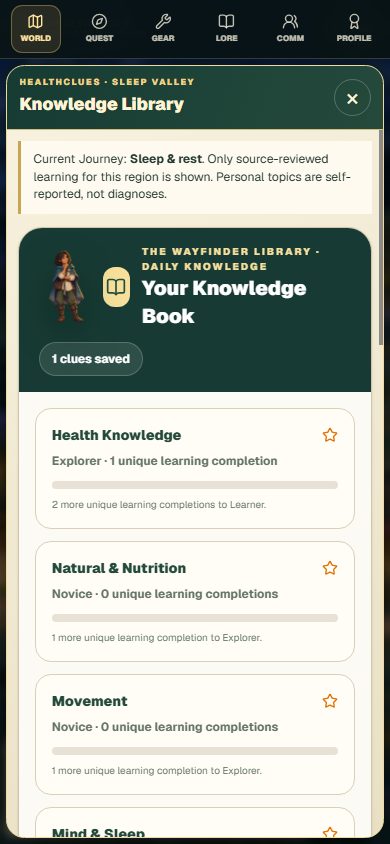 WORLD
QUEST
GEAR
LORE
COMM
PROFILE
HEALTHCLUES · SLEEP VALLEY
Knowledge Library
Current Journey: Sleep & rest. Only source-reviewed
learning for this region is shown. Personal topics are self-
reported, not diagnoses.
THE WAYFINDER LIBRARY ·
DAILY KNOWLEDGE
Your Knowledge
Book
1 clues saved
Health Knowledge
Explorer · 1 unique learning completion
2 more unique learning completions to Learner.
Natural & Nutrition
Novice · 0 unique learning completions
1 more unique learning completion to Explorer.
Movement
Novice · 0 unique learning completions
1 more unique learning completion to Explorer.
Mind & Sleep